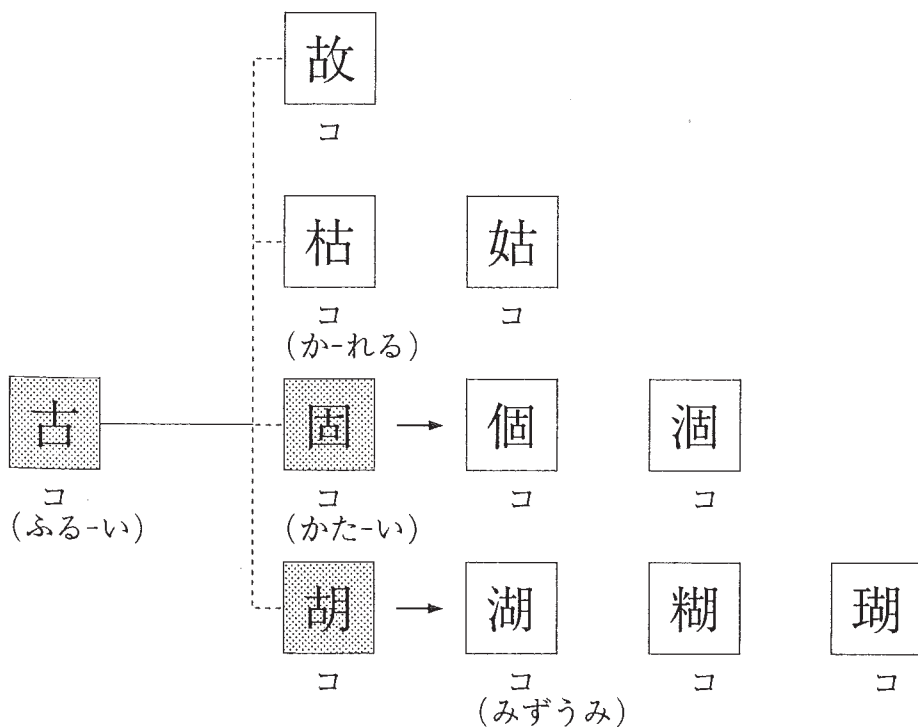 故
コ
枯 姑
コ コ
(か-れる)
古 固 個 涸
コ コ コ コ
(ふる-い) (かた-い)
胡 湖 糊 瑚
コ コ コ コ
(みずうみ)